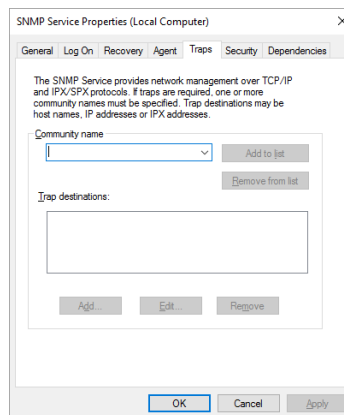 SNMP Service Properties (Local Computer)
General Log On Recovery Agent Traps Security Dependencies
The SNMP Service provides network management over TCP/IP
and IPX/SPX protocols. If traps are required, one or more
community names must be specified. Trap destinations may be
host names, IP addresses or IPX addresses.
Community name
Add to list
Remove from list
Trap destinations:
Add... Edit... Remove
OK Cancel Apply